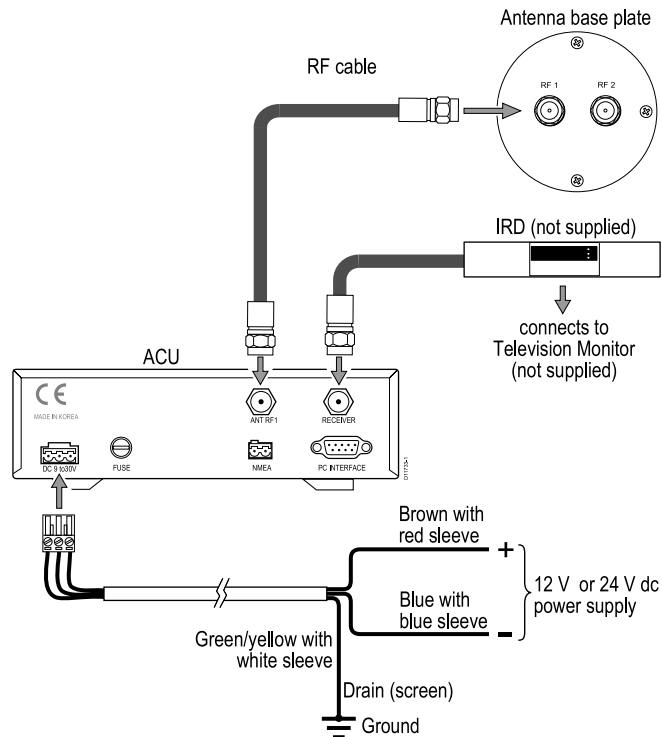 Antenna base plate
RF cable
RF 1
RF 2
IRD (not supplied)
connects to
Television Monitor
(not supplied)
ACU
CE
MADE IN KOREA
ANT RF1
RECEIVER
DC 9 to30V
FUSE
NMEA
PC INTERFACE
D11733-1
Brown with
red sleeve
+
12 V or 24 V dc
power supply
Blue with
blue sleeve
-
Green/yellow with
white sleeve
Drain (screen)
Ground